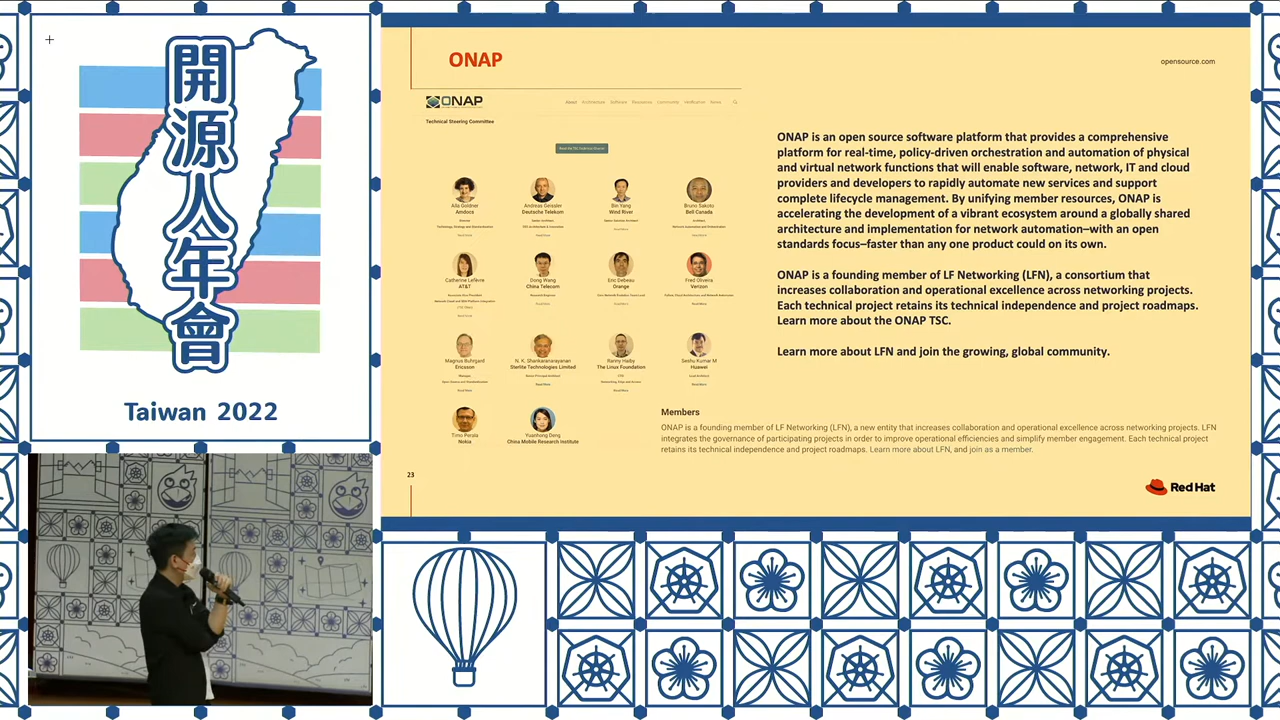 開源人年會
Taiwan 2022
ONAP
opensource.com
ONAP
About Architecture Software Resources Community Verification News
Technical Steering Committee
Alla Goldner
Amdocs
Andreas Geissler
Deutsche Telekom
Bin Yang
Wind River
Bruno Sakoto
Bell Canada
Catherine Lefèvre
AT&T
Dong Wang
China Telecom
Eric Debeau
Orange
Fred Oliveira
Verizon
Magnus Buhrgard
Ericsson
N. K. Shankaranarayanan
Sterlite Technologies Limited
Ranny Haiby
The Linux Foundation
Seshu Kumar M
Huawei
Timo Perala
Nokia
Yuanhong Deng
China Mobile Research Institute
ONAP is an open source software platform that provides a comprehensive
platform for real-time, policy-driven orchestration and automation of physical
and virtual network functions that will enable software, network, IT and cloud
providers and developers to rapidly automate new services and support
complete lifecycle management. By unifying member resources, ONAP is
accelerating the development of a vibrant ecosystem around a globally shared
architecture and implementation for network automation–with an open
standards focus–faster than any one product could on its own.
ONAP is a founding member of LF Networking (LFN), a consortium that
increases collaboration and operational excellence across networking projects.
Each technical project retains its technical independence and project roadmaps.
Learn more about the ONAP TSC.
Learn more about LFN and join the growing, global community.
Members
ONAP is a founding member of LF Networking (LFN), a new entity that increases collaboration and operational excellence across networking projects. LFN
integrates the governance of participating projects in order to improve operational efficiencies and simplify member engagement. Each technical project
retains its technical independence and project roadmaps. Learn more about LFN, and join as a member.
23
Red Hat